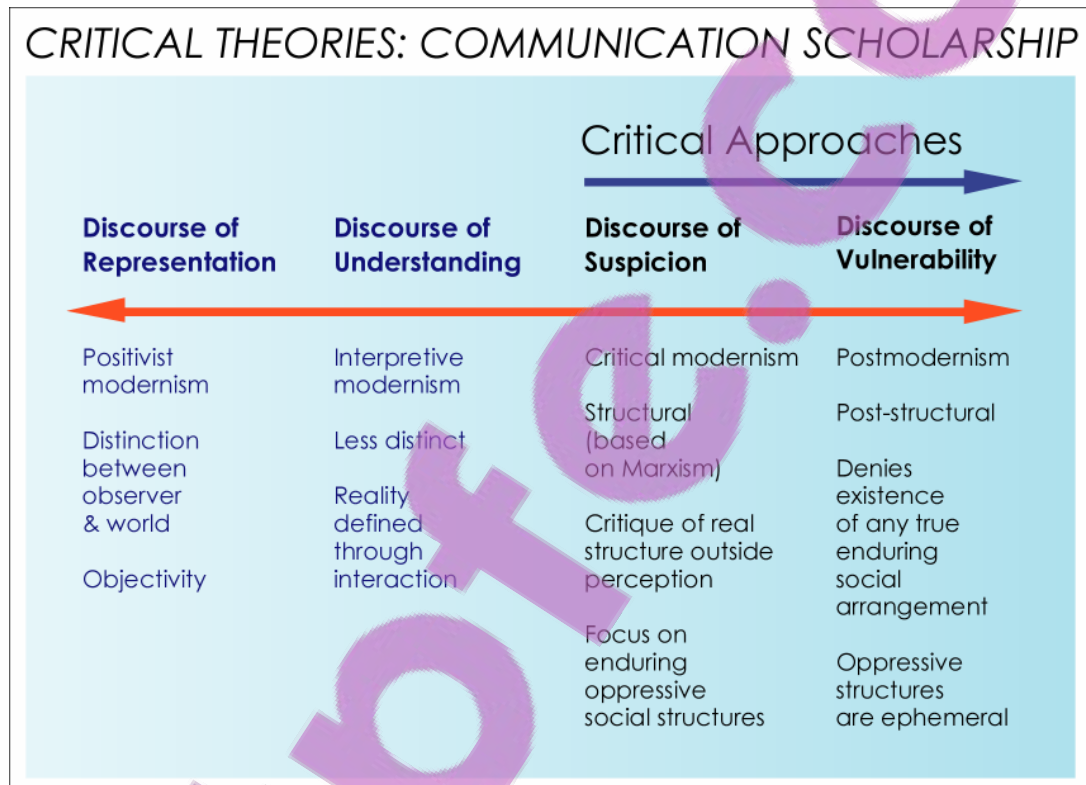 CRITICAL THEORIES: COMMUNICATION SCHOLARSHIP
Critical Approaches
Discourse of
Representation
Positivist
modernism
Distinction
between
observer
& world
Objectivity
Discourse of
Understanding
Interpretive
modernism
Less distinct
Reality
defined
through
interaction
Discourse of
Suspicion
Critical modernism
Structural
(based
on Marxism)
Critique of real
structure outside
perception
Focus on
enduring
oppressive
social structures
Discourse of
Vulnerability
Postmodernism
Post-structural
Denies
existence
of any true
enduring
social
arrangement
Oppressive
structures
are ephemeral
pfe.co